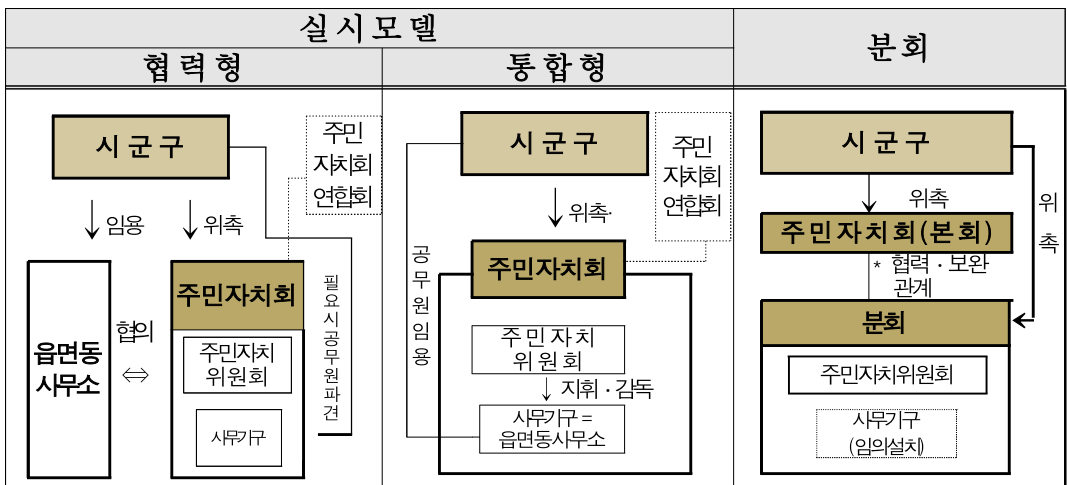 실시모델
분회
협력형
통합형
시군구
주민
자치회
연합회
임용
위촉
읍면동
사무소
협의
⇔
주민자치회
주민자치
위원회
사무기구
필요시공무원파견
시군구
주민
자치회
연합회
위촉·
공무원임용
주민자치회
주민자치
위원회
지휘·감독
사무기구 =
읍면동사무소
시군구
위촉
위촉
주민자치회(본회)
* 협력·보완
관계
분회
주민자치위원회
사무기구
(임의설치)